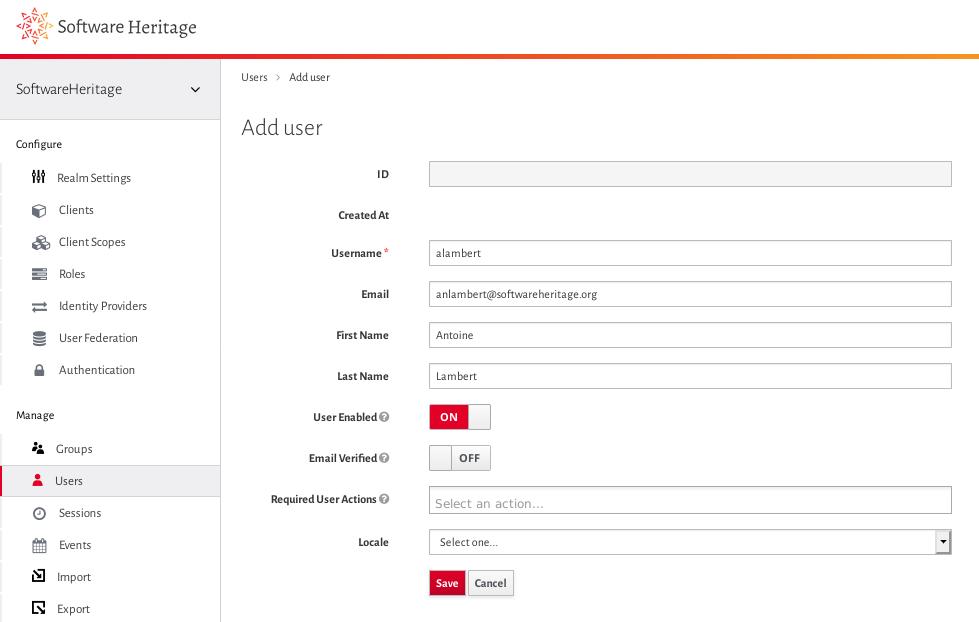 Software Heritage
SoftwareHeritage
Configure
Realm Settings
Clients
Client Scopes
Roles
Identity Providers
User Federation
Authentication
Manage
Groups
Users
Sessions
Events
Import
Export
Users > Add user
Add user
ID
Created At
Username * alambert
Email anlambert@softwareheritage.org
First Name Antoine
Last Name Lambert
User Enabled ? ON
Email Verified ? OFF
Required User Actions ? Select an action...
Locale Select one...
Save Cancel